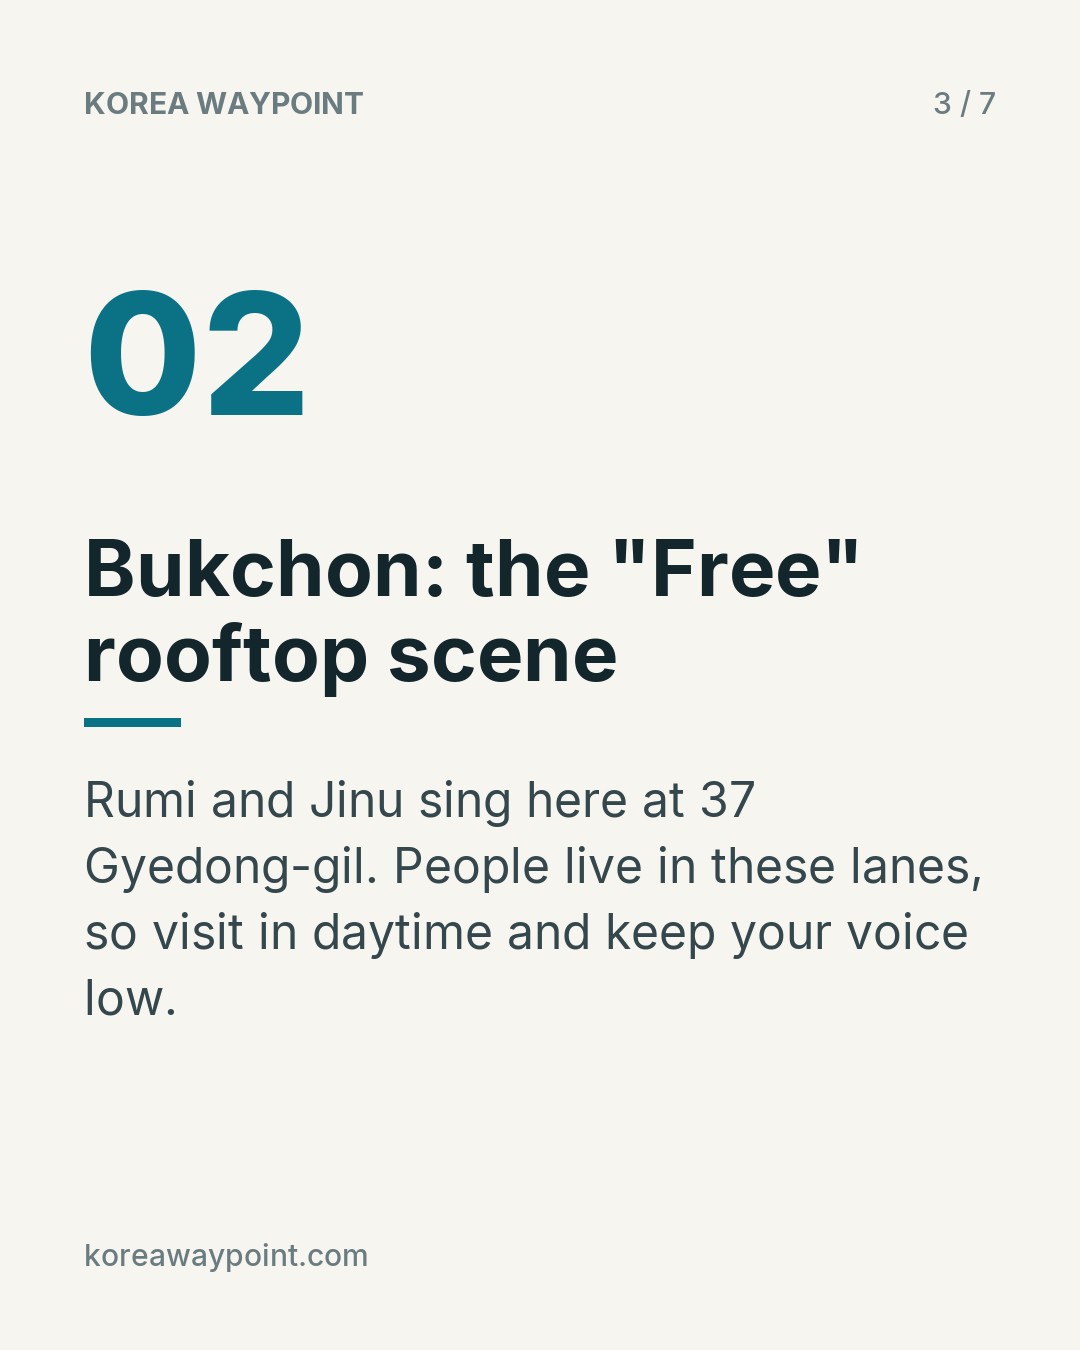 KOREA WAYPOINT
3 / 7
02
Bukchon: the "Free"
rooftop scene
Rumi and Jinu sing here at 37
Gyedong-gil. People live in these lanes,
so visit in daytime and keep your voice
low.
koreawaypoint.com